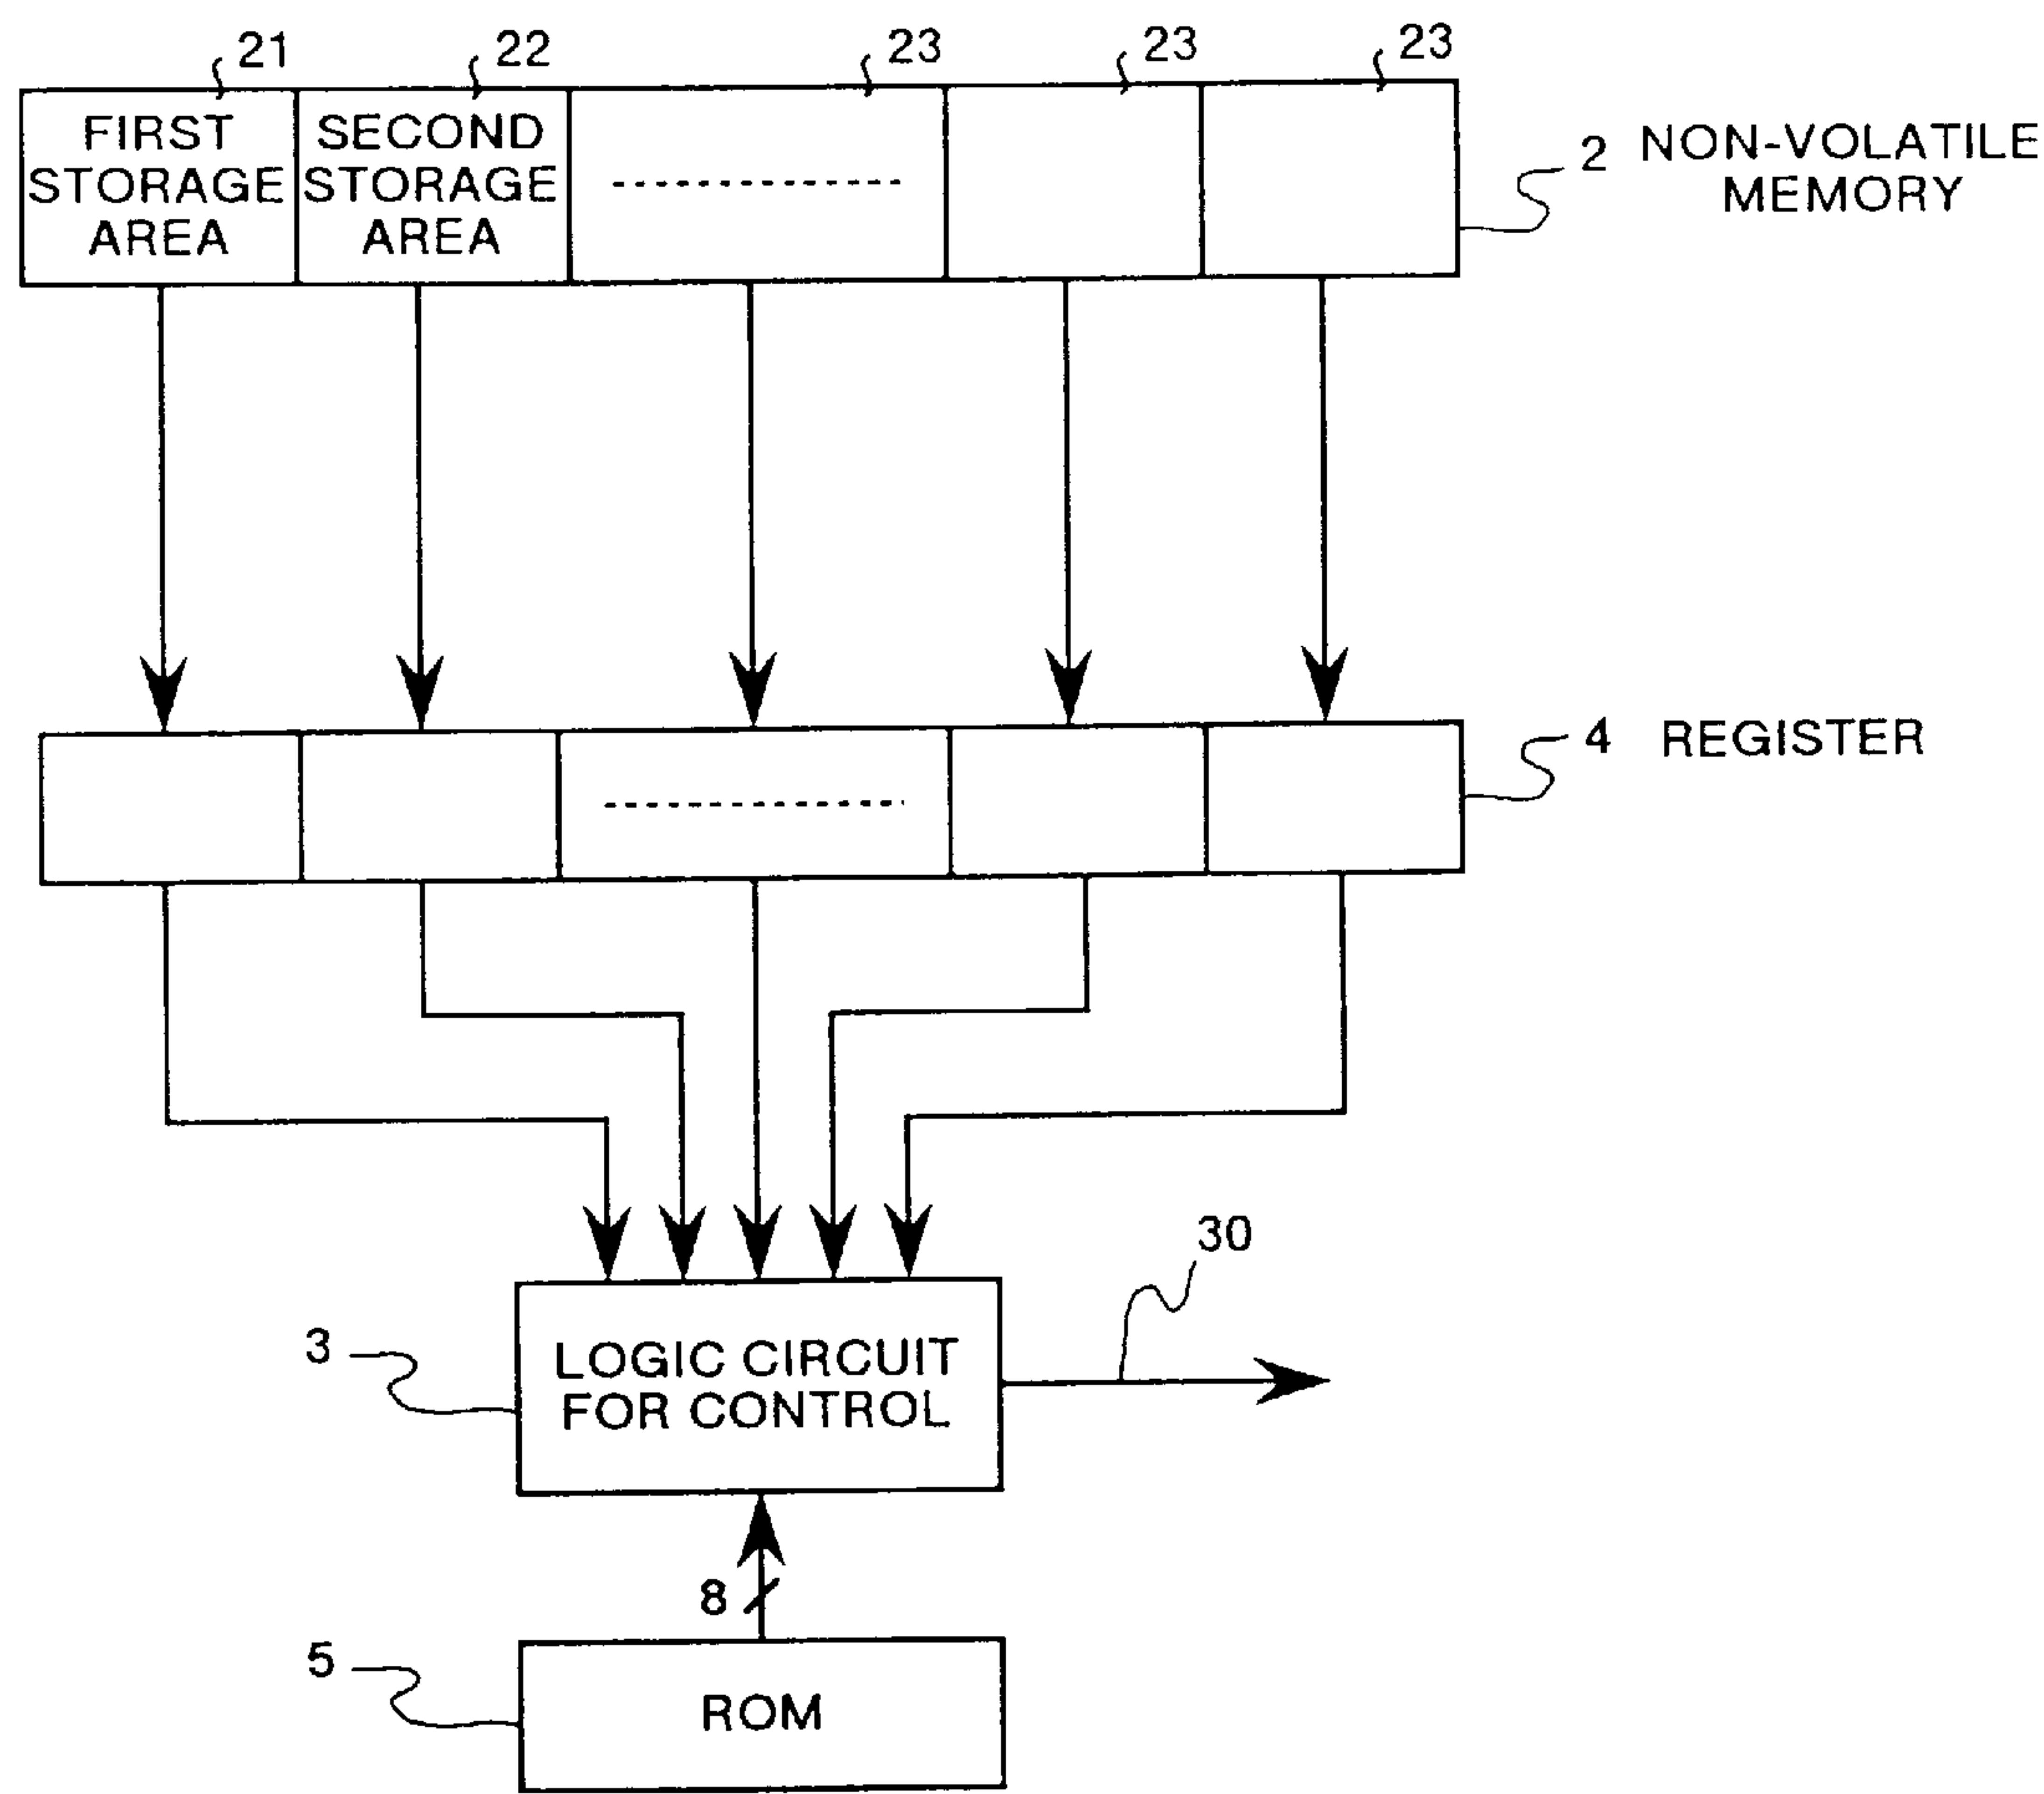 21 22 23 23 23
FIRST
STORAGE
AREA
SECOND
STORAGE
AREA
2 NON-VOLATILE
MEMORY
4 REGISTER
30
3
LOGIC CIRCUIT
FOR CONTROL
8
5
ROM